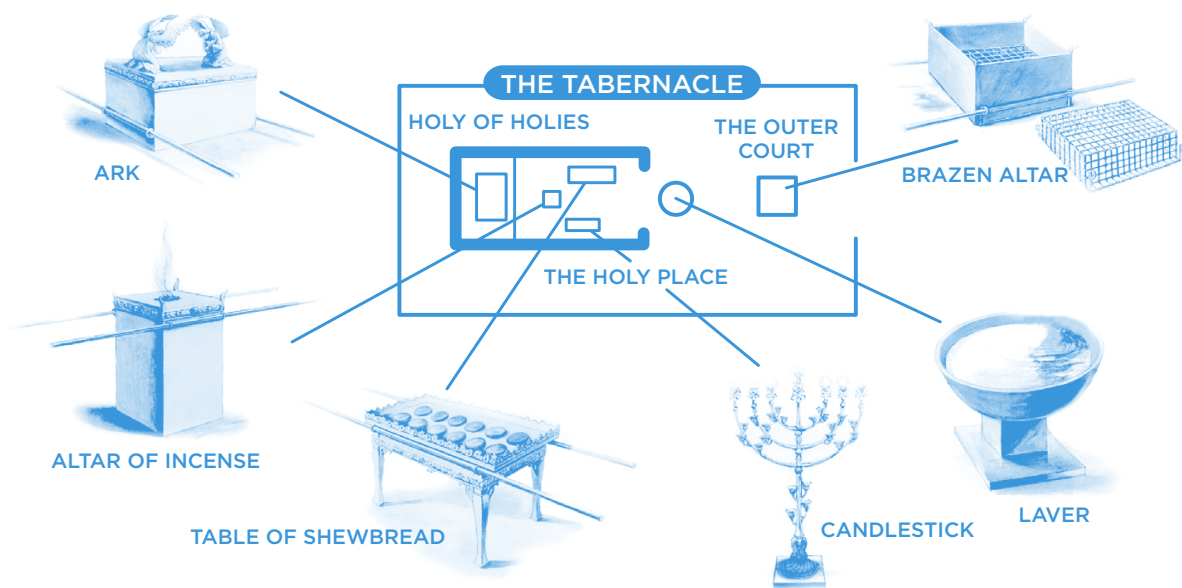 THE TABERNACLE
HOLY OF HOLIES
THE OUTER
COURT
ARK
BRAZEN ALTAR
THE HOLY PLACE
ALTAR OF INCENSE
TABLE OF SHEWBREAD
CANDLESTICK
LAVER